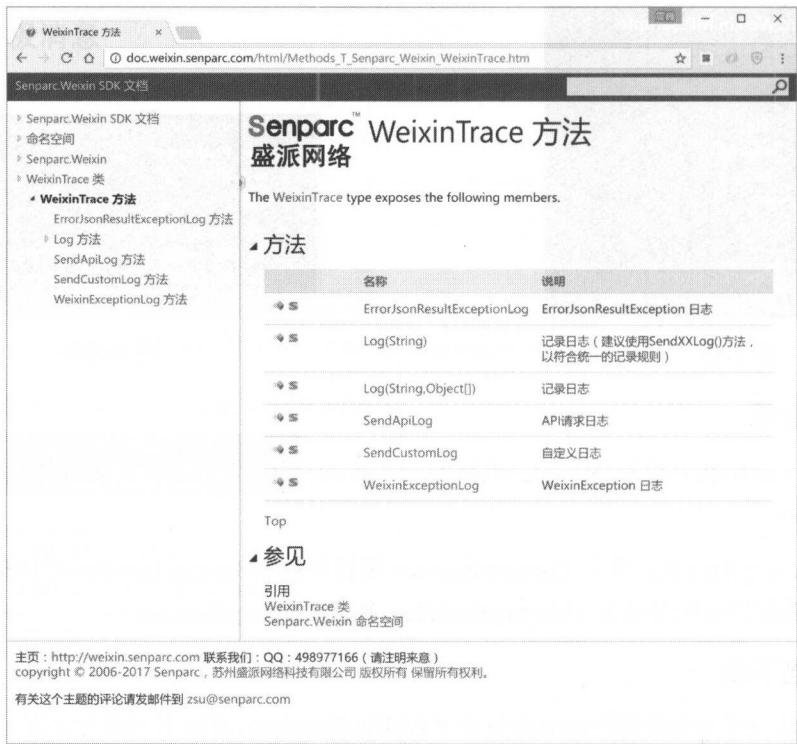 WeixinTrace 方法
doc.weixin.senparc.com/html/Methods_T_Senparc_Weixin_WeixinTrace.htm
Senparc.Weixin SDK 文档
Senparc.Weixin SDK 文档
命名空间
Senparc.Weixin
WeixinTrace 类
WeixinTrace 方法
ErrorJsonResultExceptionLog 方法
Log 方法
SendApiLog 方法
SendCustomLog 方法
WeixinExceptionLog 方法
Senparc™
盛派网络
WeixinTrace 方法
The WeixinTrace type exposes the following members.
方法
名称 说明
ErrorJsonResultExceptionLog ErrorJsonResultException 日志
Log(String) 记录日志（建议使用SendXXLog()方法，
以符合统一的记录规则）
Log(String,Object[]) 记录日志
SendApiLog API请求日志
SendCustomLog 自定义日志
WeixinExceptionLog WeixinException 日志
Top
参见
引用
WeixinTrace 类
Senparc.Weixin 命名空间
主页：http://weixin.senparc.com 联系我们：QQ：498977166（请注明来意）
copyright © 2006-2017 Senparc，苏州盛派网络科技有限公司 版权所有 保留所有权利。
有关这个主题的评论请发邮件到 zsu@senparc.com